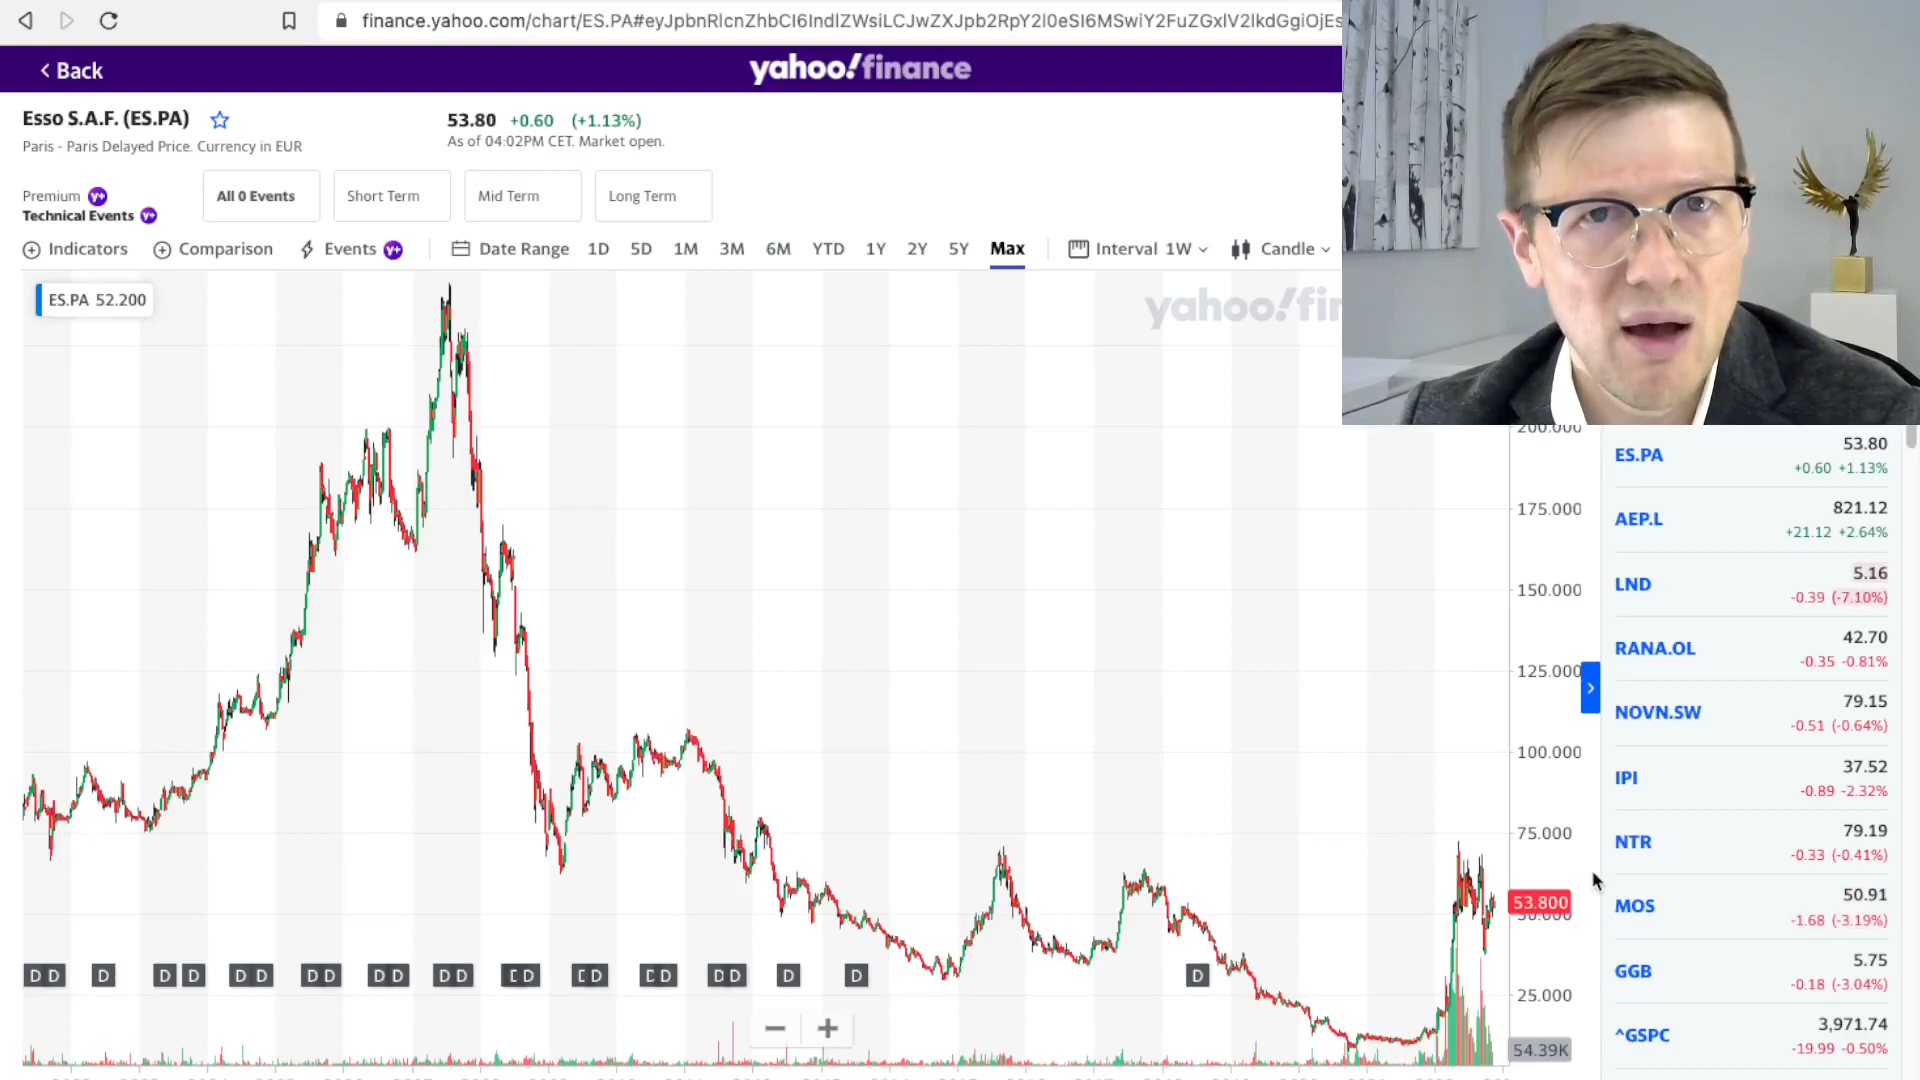 finance.yahoo.com/chart/ES.PA#eyJpbnRlcnZhbCI6IndlZWsiLCJwZXJpb2RpY2l0eSI6MSwiY2FuZGxlV2lkdGgiOjEs
Back
yahoo!finance
Esso S.A.F. (ES.PA)
53.80 +0.60 (+1.13%)
Paris - Paris Delayed Price. Currency in EUR
As of 04:02PM CET. Market open.
Premium Y+
Technical Events Y+
All 0 Events
Short Term
Mid Term
Long Term
Indicators
Comparison
Events Y+
Date Range 1D 5D 1M 3M 6M YTD 1Y 2Y 5Y Max
Interval 1W
Candle
ES.PA 52.200
yahoo!fin
200.000
175.000
150.000
125.000
100.000
75.000
53.800
50.000
25.000
54.39K
D D D D D D D D D D D D D D D D D D D D D D D D
ES.PA 53.80
+0.60 +1.13%
AEP.L 821.12
+21.12 +2.64%
LND 5.16
-0.39 (-7.10%)
RANA.OL 42.70
-0.35 -0.81%
NOVN.SW 79.15
-0.51 (-0.64%)
IPI 37.52
-0.89 -2.32%
NTR 79.19
-0.33 (-0.41%)
MOS 50.91
-1.68 (-3.19%)
GGB 5.75
-0.18 (-3.04%)
^GSPC 3,971.74
-19.99 -0.50%